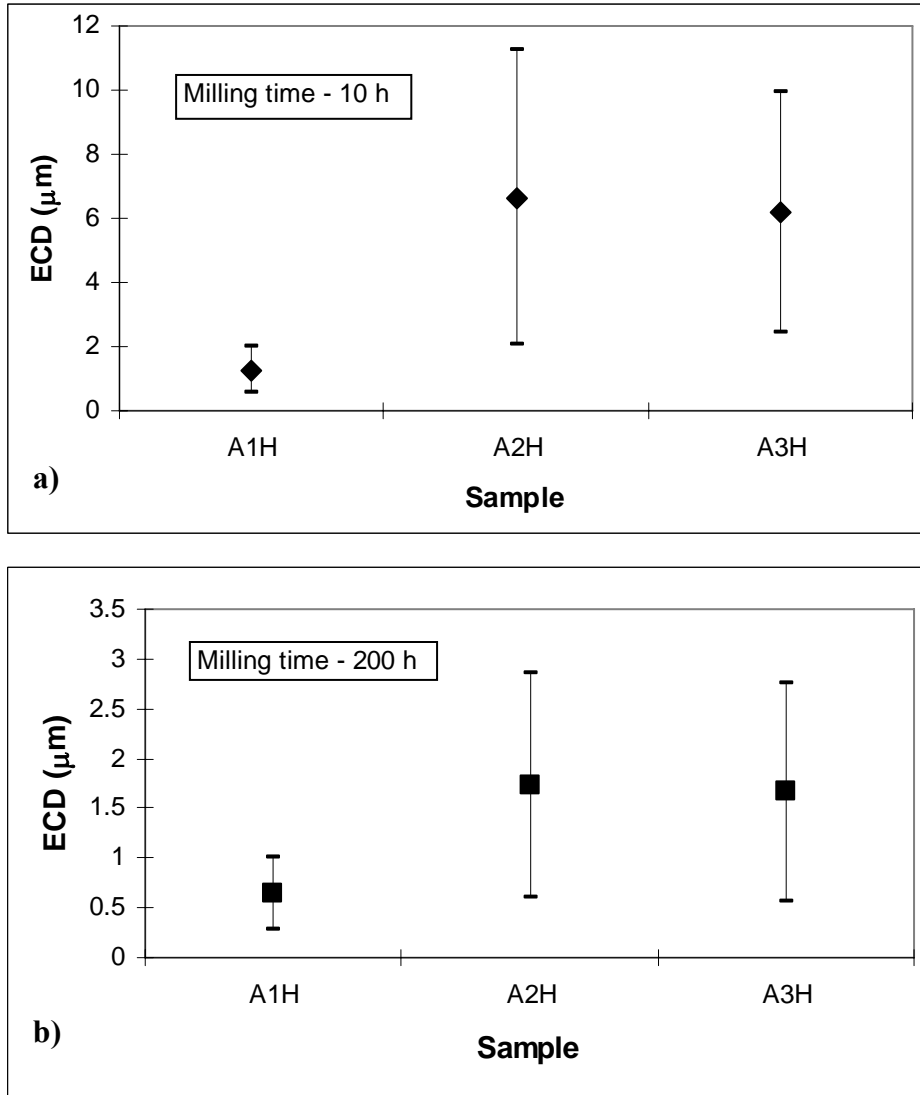 12
10
8
6
4
2
0
ECD (μm)
Milling time - 10 h
A1H A2H A3H
a)
Sample
3.5
3
2.5
2
1.5
1
0.5
0
ECD (μm)
Milling time - 200 h
A1H A2H A3H
b)
Sample